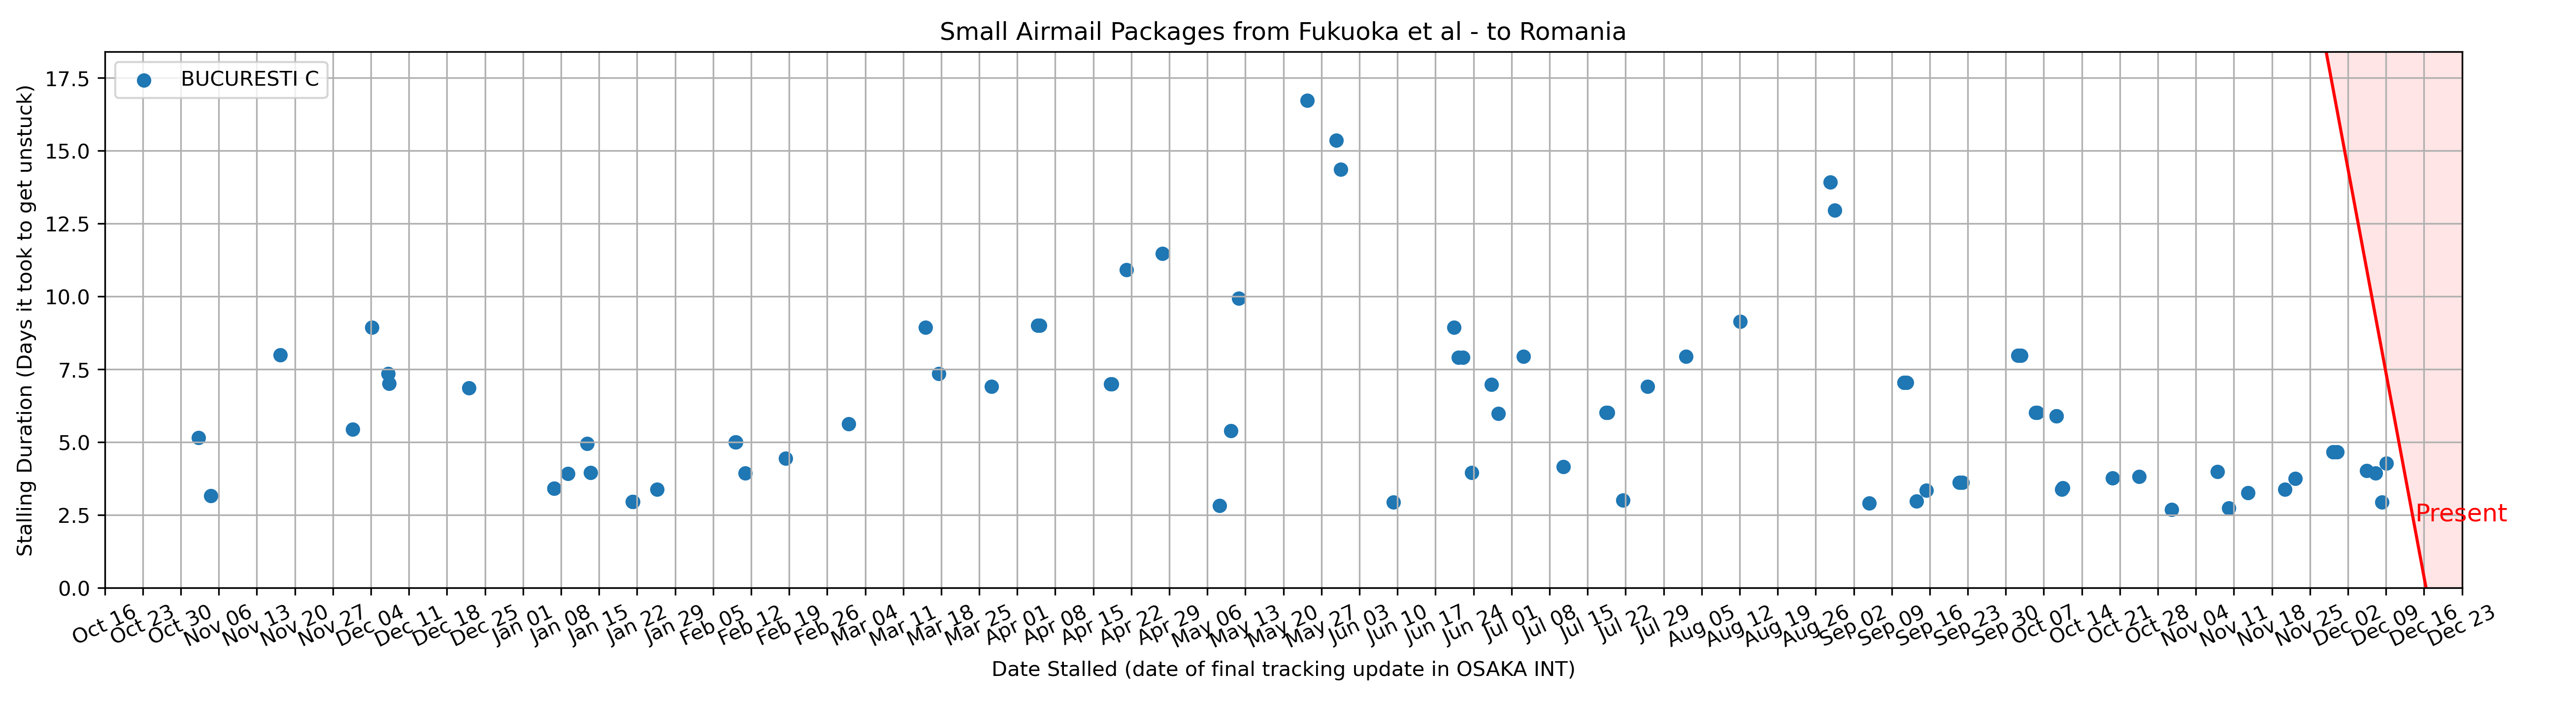 Small Airmail Packages from Fukuoka et al - to Romania
BUCURESTI C
Stalling Duration (Days it took to get unstuck)
17.5
15.0
12.5
10.0
7.5
5.0
2.5
0.0
Present
Oct 16
Oct 23
Oct 30
Nov 06
Nov 13
Nov 20
Nov 27
Dec 04
Dec 11
Dec 18
Dec 25
Jan 01
Jan 08
Jan 15
Jan 22
Jan 29
Feb 05
Feb 12
Feb 19
Feb 26
Mar 04
Mar 11
Mar 18
Mar 25
Apr 01
Apr 08
Apr 15
Apr 22
Apr 29
May 06
May 13
May 20
May 27
Jun 03
Jun 10
Jun 17
Jun 24
Jul 01
Jul 08
Jul 15
Jul 22
Jul 29
Aug 05
Aug 12
Aug 19
Aug 26
Sep 02
Sep 09
Sep 16
Sep 23
Sep 30
Oct 07
Oct 14
Oct 21
Oct 28
Nov 04
Nov 11
Nov 18
Nov 25
Dec 02
Dec 09
Dec 16
Dec 23
Date Stalled (date of final tracking update in OSAKA INT)